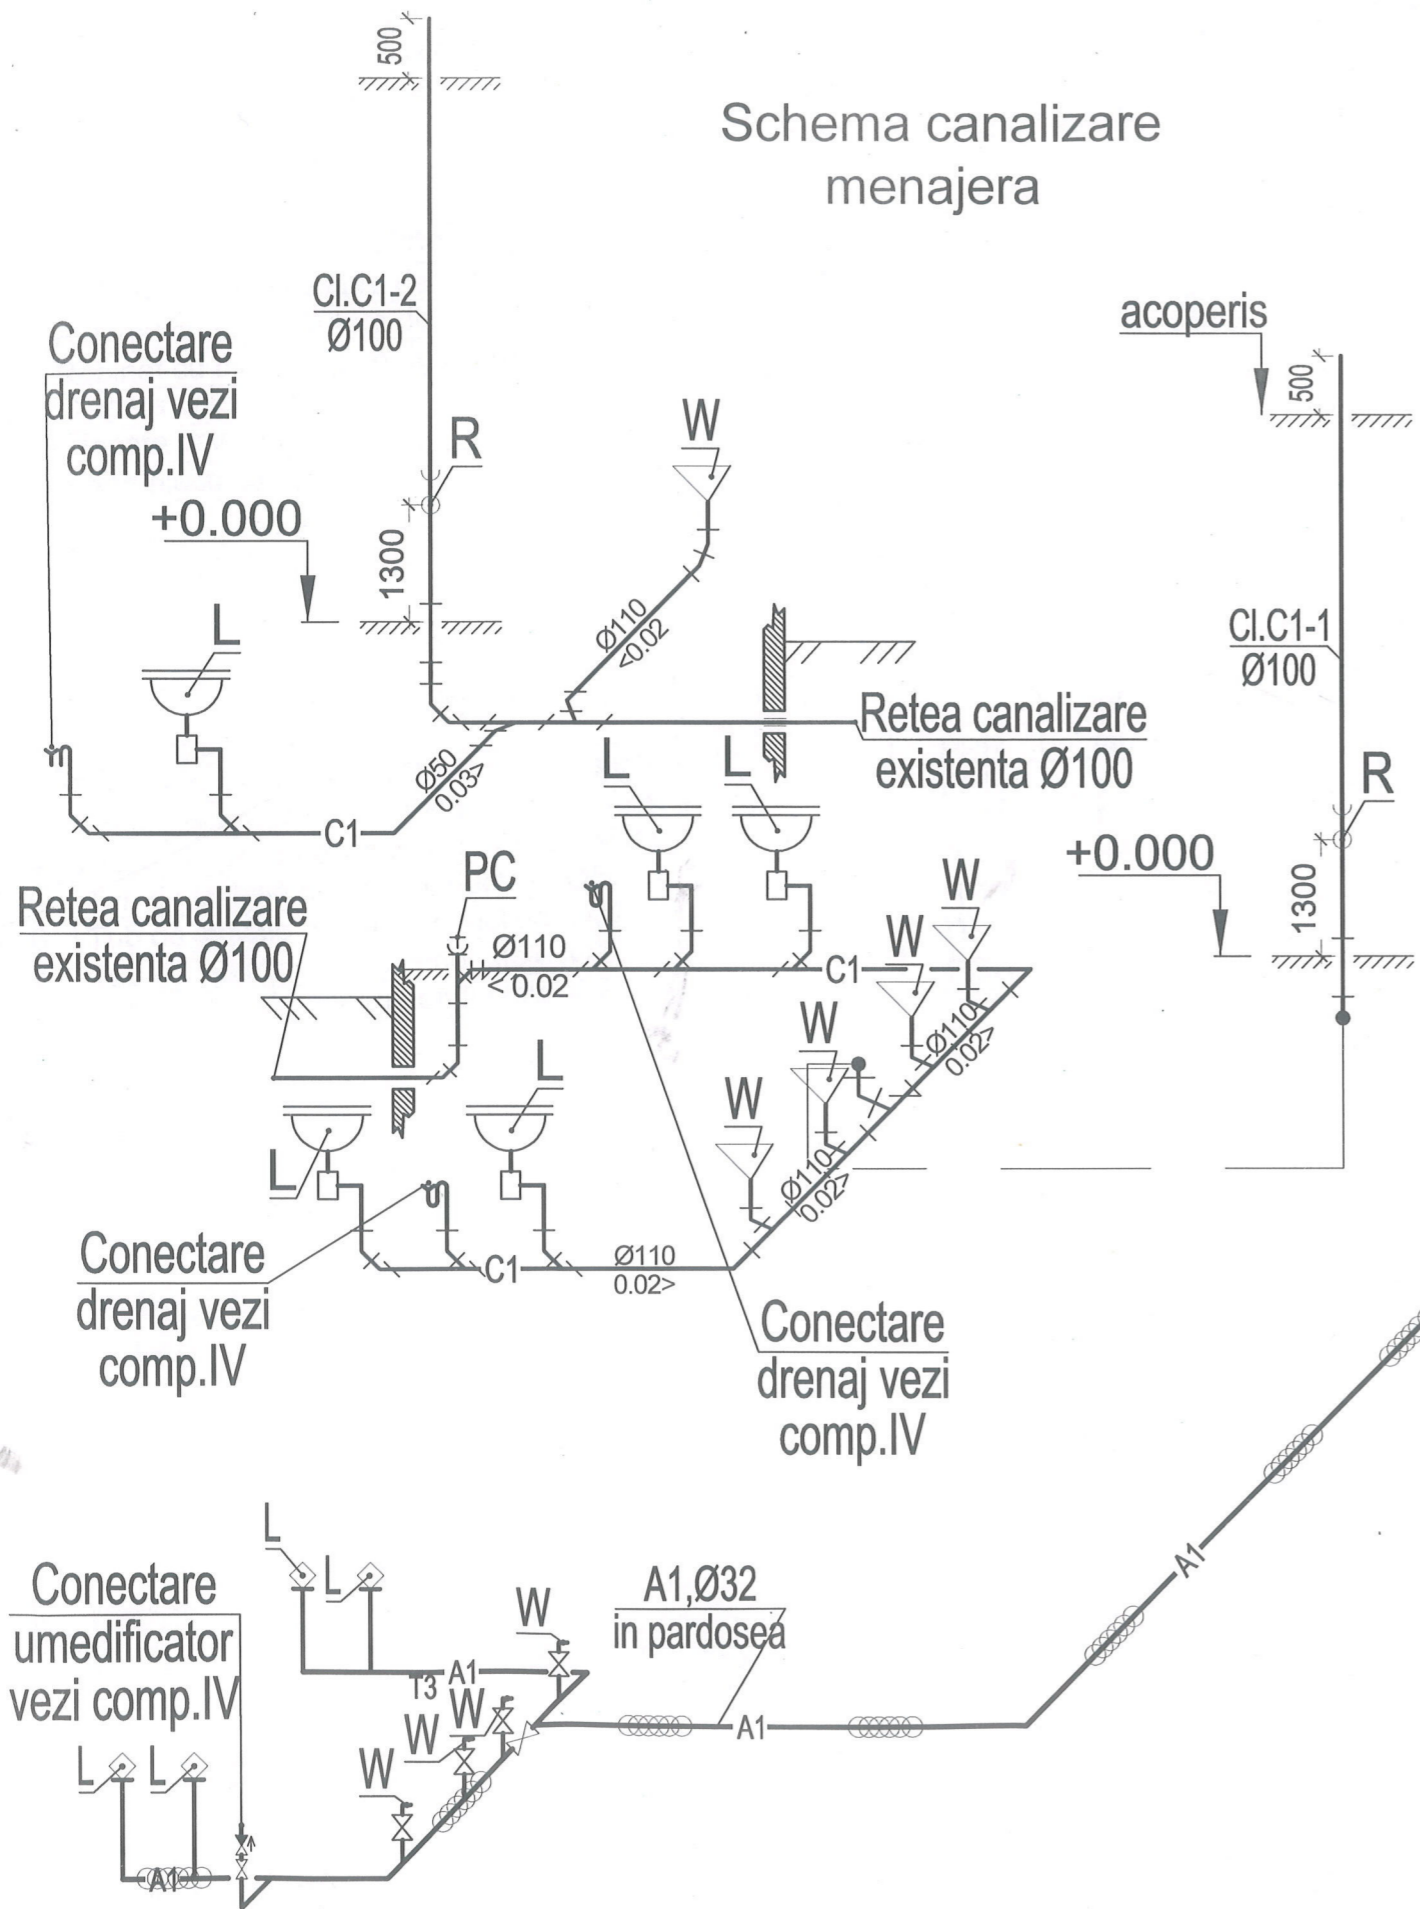 500
Schema canalizare
menajera
Cl.C1-2
Ø100
acoperis
500
Conectare
drenaj vezi
comp.IV
R
W
+0.000
1300
L
Ø110
<0.02
Cl.C1-1
Ø100
Retea canalizare
existenta Ø100
Ø50
0.03>
L
L
C1
R
+0.000
1300
PC
W
W
Retea canalizare
existenta Ø100
Ø110
< 0.02
C1
W
Ø110
0.02>
L
W
L
Ø110
0.02>
Conectare
drenaj vezi
comp.IV
C1
Ø110
0.02>
Conectare
drenaj vezi
comp.IV
L
L
Conectare
umedificator
vezi comp.IV
W
A1,Ø32
in pardosea
A1
T3
A1
W
W
A1
L
L
W
A1